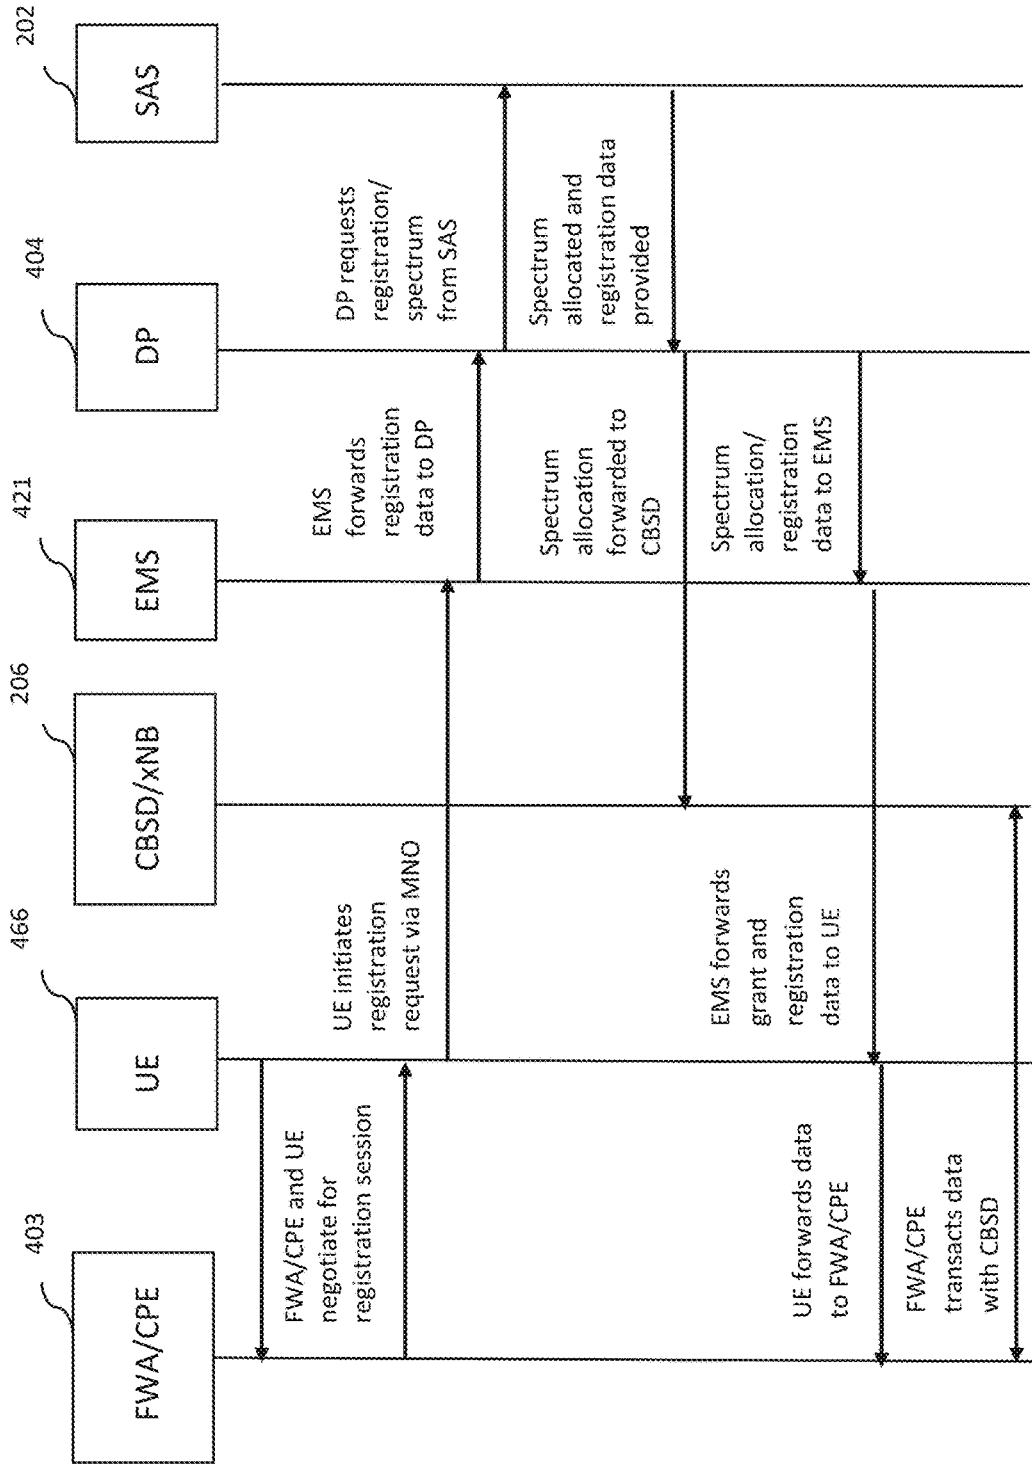 403
466
206
421
404
202
FWA/CPE
UE
CBSD/xNB
EMS
DP
SAS
FWA/CPE and UE
negotiate for
registration session
UE initiates
registration
request via MNO
EMS
forwards
registration
data to DP
DP requests
registration/
spectrum
from SAS
Spectrum
allocated and
registration data
provided
Spectrum
allocation
forwarded to
CBSD
Spectrum
allocation/
registration
data to EMS
EMS forwards
grant and
registration
data to UE
UE forwards data
to FWA/CPE
FWA/CPE
transacts data
with CBSD